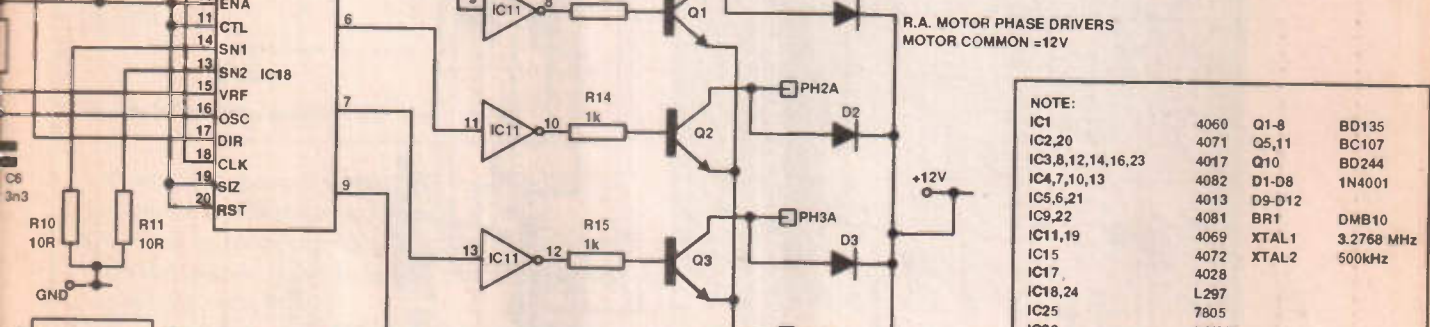 ENA
11 CTL
14 SN1
13 SN2
15 VRF
16 OSC
17 DIR
18 CLK
19 SIZ
20 RST
IC18
6
7
9
C6
3n3
R10
10R
R11
10R
GND
9 IC11 8
Q1
11 IC11 10
R14
1k
Q2
PH2A
D2
13 IC11 12
R15
1k
Q3
PH3A
D3
+12V
R.A. MOTOR PHASE DRIVERS
MOTOR COMMON =12V
NOTE:
IC1 4060 Q1-8 BD135
IC2,20 4071 Q5,11 BC107
IC3,8,12,14,16,23 4017 Q10 BD244
IC4,7,10,13 4082 D1-D8 1N4001
IC5,6,21 4013 D9-D12
IC9,22 4081 BR1 DMB10
IC11,19 4069 XTAL1 3.2768 MHz
IC15 4072 XTAL2 500kHz
IC17 4028
IC18,24 L297
IC25 7805